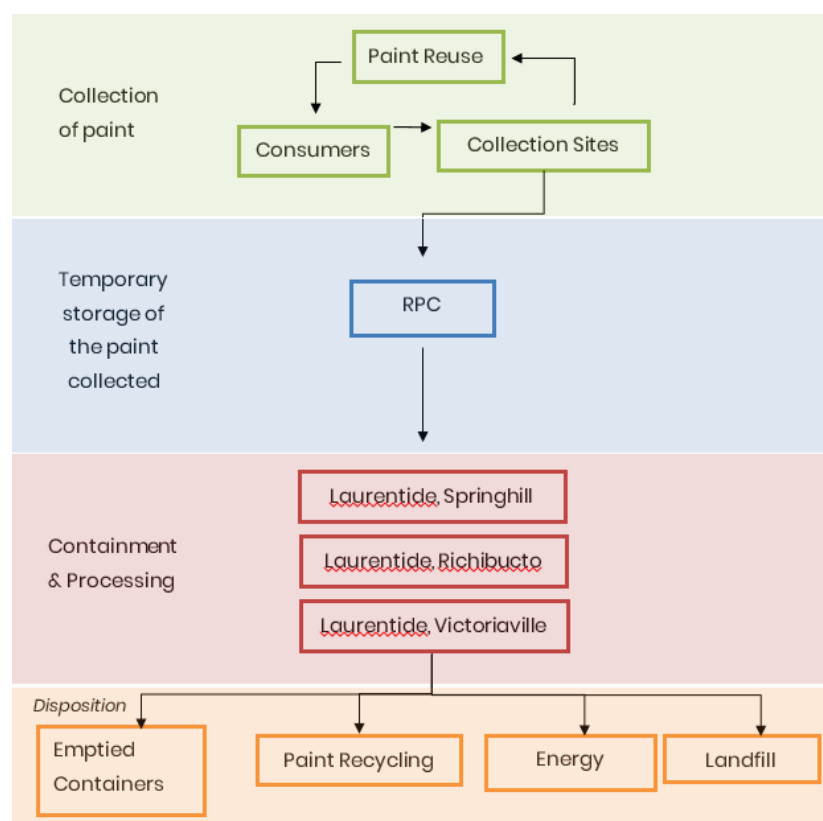 Paint Reuse
Collection
of paint
Consumers
Collection Sites
Temporary
storage of
the paint
collected
RPC
Laurentide, Springhill
Containment
& Processing
Laurentide, Richibucto
Laurentide, Victoriaville
Disposition
Emptied
Containers
Paint Recycling
Energy
Landfill